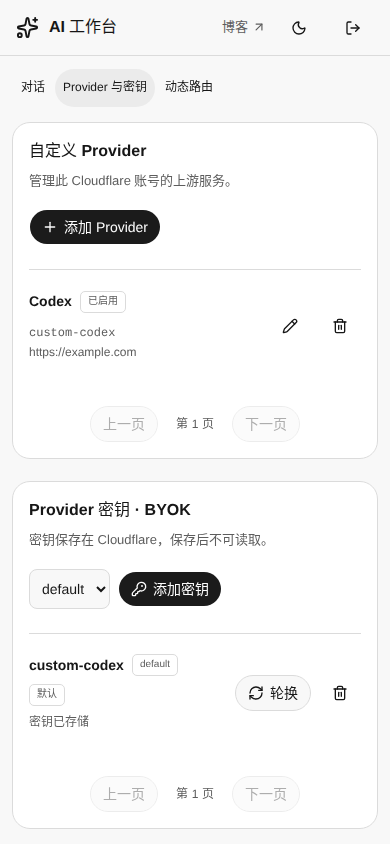 AI 工作台
博客
对话
Provider 与密钥
动态路由
自定义 Provider
管理此 Cloudflare 账号的上游服务。
添加 Provider
Codex
已启用
custom-codex
https://example.com
上一页
第 1 页
下一页
Provider 密钥 · BYOK
密钥保存在 Cloudflare，保存后不可读取。
default
添加密钥
custom-codex
default
默认
密钥已存储
轮换
上一页
第 1 页
下一页